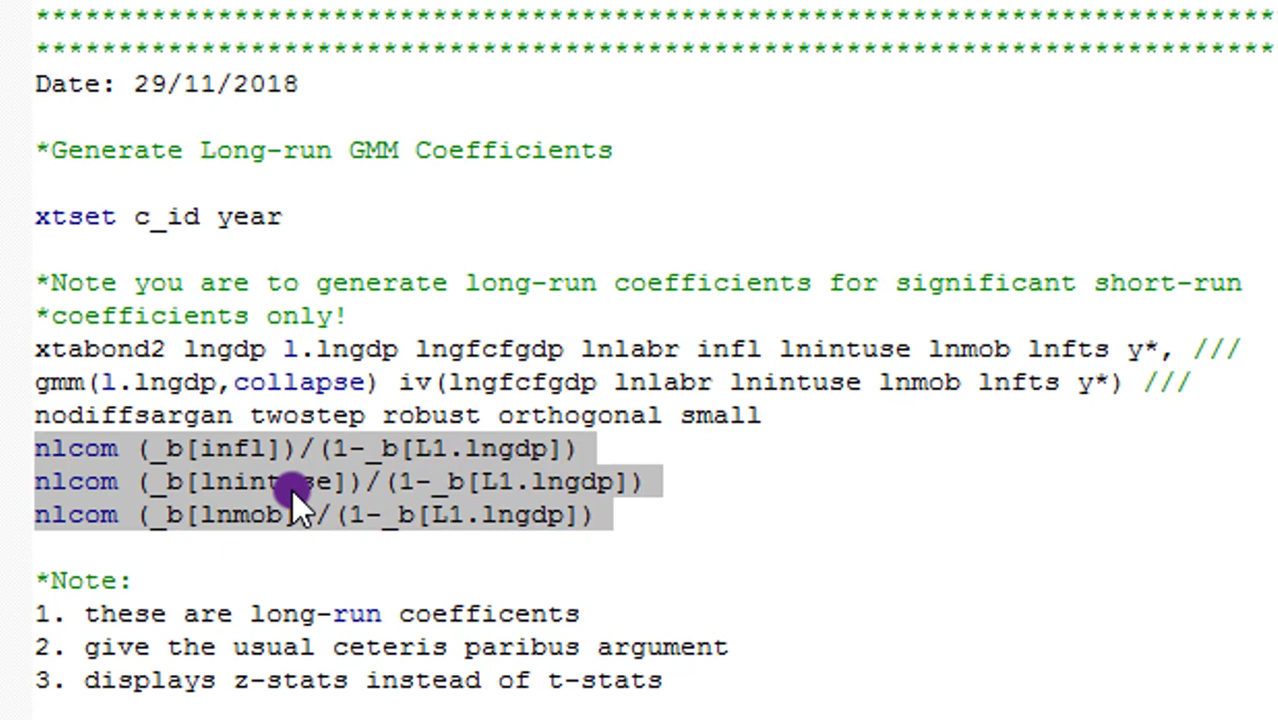 ***************************************************************************
***************************************************************************
Date: 29/11/2018
*Generate Long-run GMM Coefficients
xtset c_id year
*Note you are to generate long-run coefficients for significant short-run
*coefficients only!
xtabond2 lngdp l.lngdp lngfcfgdp lnlabr infl lnintuse lnmob lnfts y*, ///
gmm(l.lngdp,collapse) iv(lngfcfgdp lnlabr lnintuse lnmob lnfts y*) ///
nodiffsargan twostep robust orthogonal small
nlcom (_b[infl])/(1-_b[L1.lngdp])
nlcom (_b[lnintuse])/(1-_b[L1.lngdp])
nlcom (_b[lnmob])/(1-_b[L1.lngdp])
*Note:
1. these are long-run coefficents
2. give the usual ceteris paribus argument
3. displays z-stats instead of t-stats